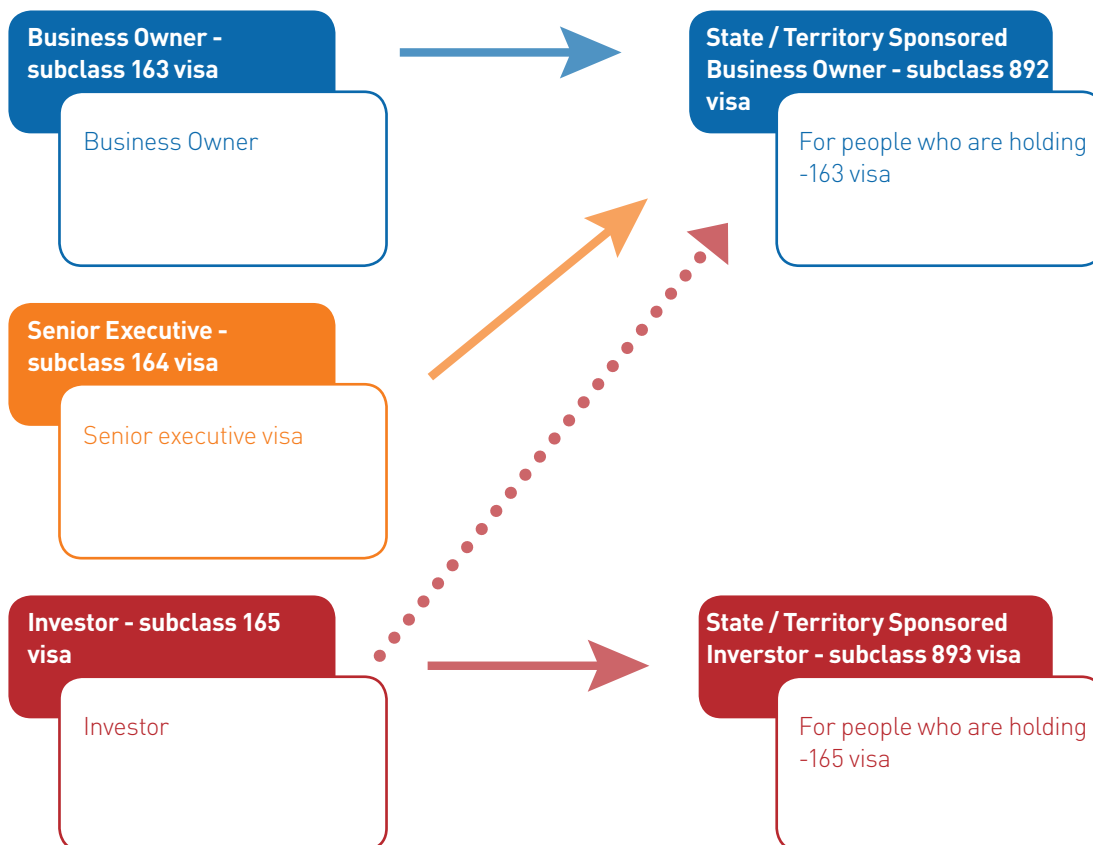 Business Owner -
subclass 163 visa
Business Owner
State / Territory Sponsored
Business Owner - subclass 892
visa
For people who are holding
-163 visa
Senior Executive -
subclass 164 visa
Senior executive visa
Investor - subclass 165
visa
Investor
State / Territory Sponsored
Inverstor - subclass 893 visa
For people who are holding
-165 visa